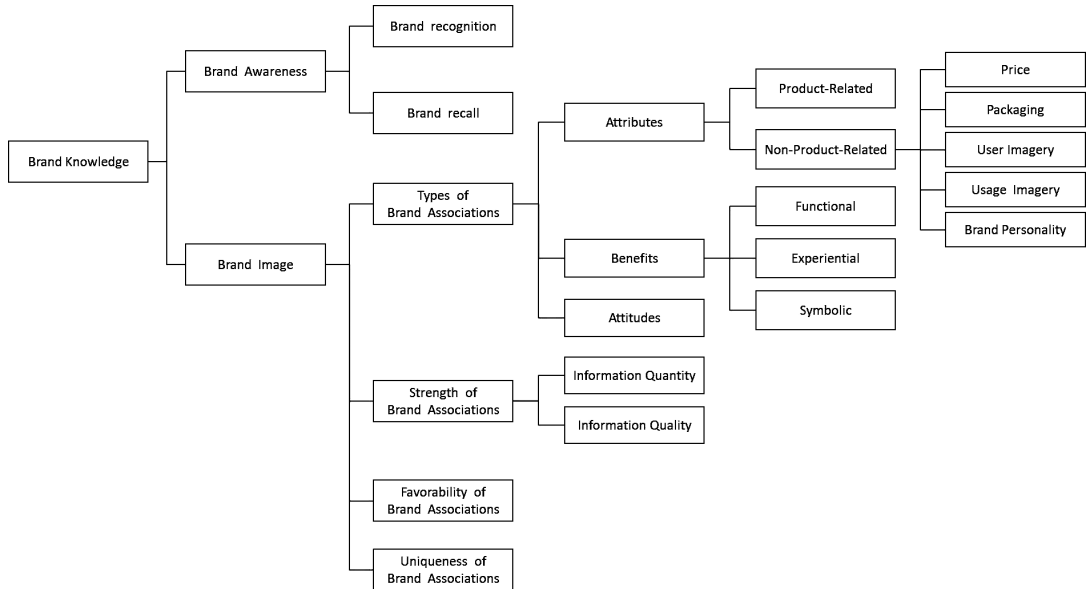 Brand Knowledge
Brand Awareness
Brand recognition
Brand recall
Brand Image
Types of
Brand Associations
Attributes
Product-Related
Non-Product-Related
Price
Packaging
User Imagery
Usage Imagery
Brand Personality
Benefits
Functional
Experiential
Symbolic
Attitudes
Strength of
Brand Associations
Information Quantity
Information Quality
Favorability of
Brand Associations
Uniqueness of
Brand Associations